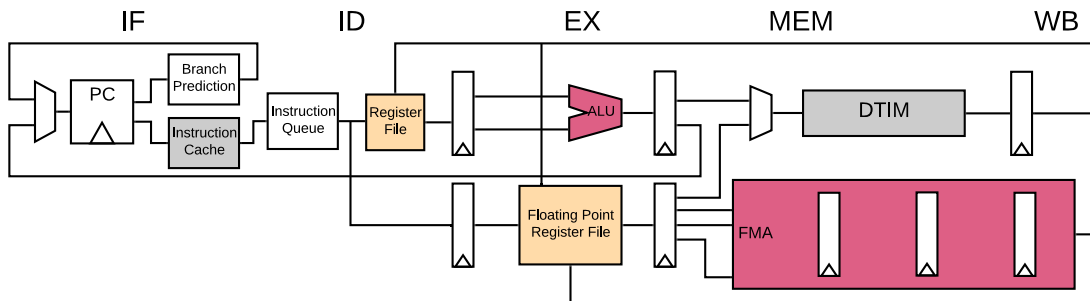 IF
ID
EX
MEM
WB
PC
Branch
Prediction
Instruction
Cache
Instruction
Queue
Register
File
ALU
DTIM
Floating Point
Register File
FMA